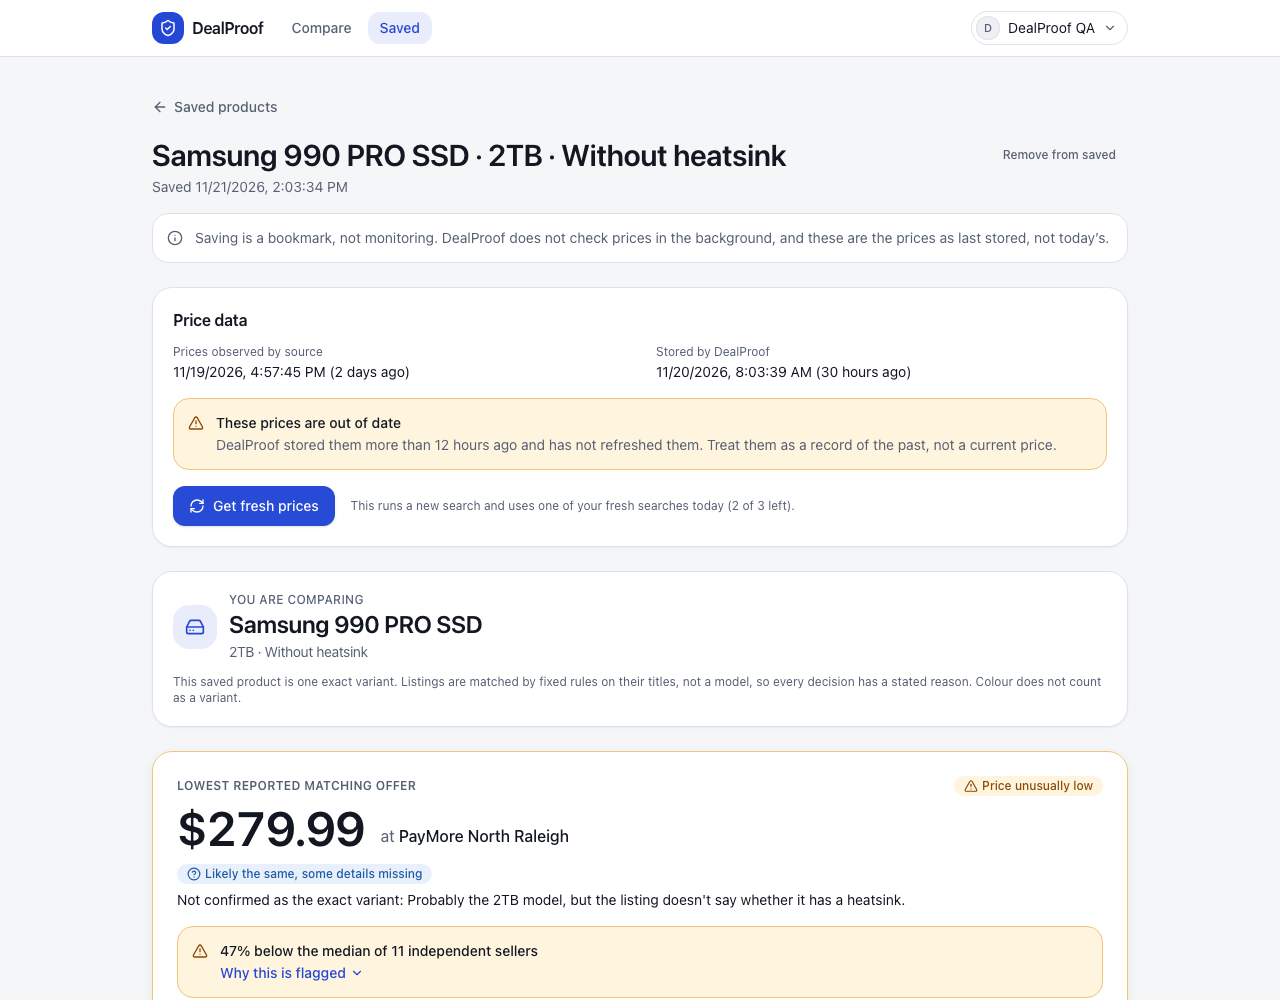 DealProof
Compare
Saved
D
DealProof QA
Saved products
Samsung 990 PRO SSD · 2TB · Without heatsink
Remove from saved
Saved 11/21/2026, 2:03:34 PM
Saving is a bookmark, not monitoring. DealProof does not check prices in the background, and these are the prices as last stored, not today’s.
Price data
Prices observed by source
11/19/2026, 4:57:45 PM (2 days ago)
Stored by DealProof
11/20/2026, 8:03:39 AM (30 hours ago)
These prices are out of date
DealProof stored them more than 12 hours ago and has not refreshed them. Treat them as a record of the past, not a current price.
Get fresh prices
This runs a new search and uses one of your fresh searches today (2 of 3 left).
YOU ARE COMPARING
Samsung 990 PRO SSD
2TB · Without heatsink
This saved product is one exact variant. Listings are matched by fixed rules on their titles, not a model, so every decision has a stated reason. Colour does not count
as a variant.
LOWEST REPORTED MATCHING OFFER
Price unusually low
$279.99 at PayMore North Raleigh
Likely the same, some details missing
Not confirmed as the exact variant: Probably the 2TB model, but the listing doesn't say whether it has a heatsink.
47% below the median of 11 independent sellers
Why this is flagged